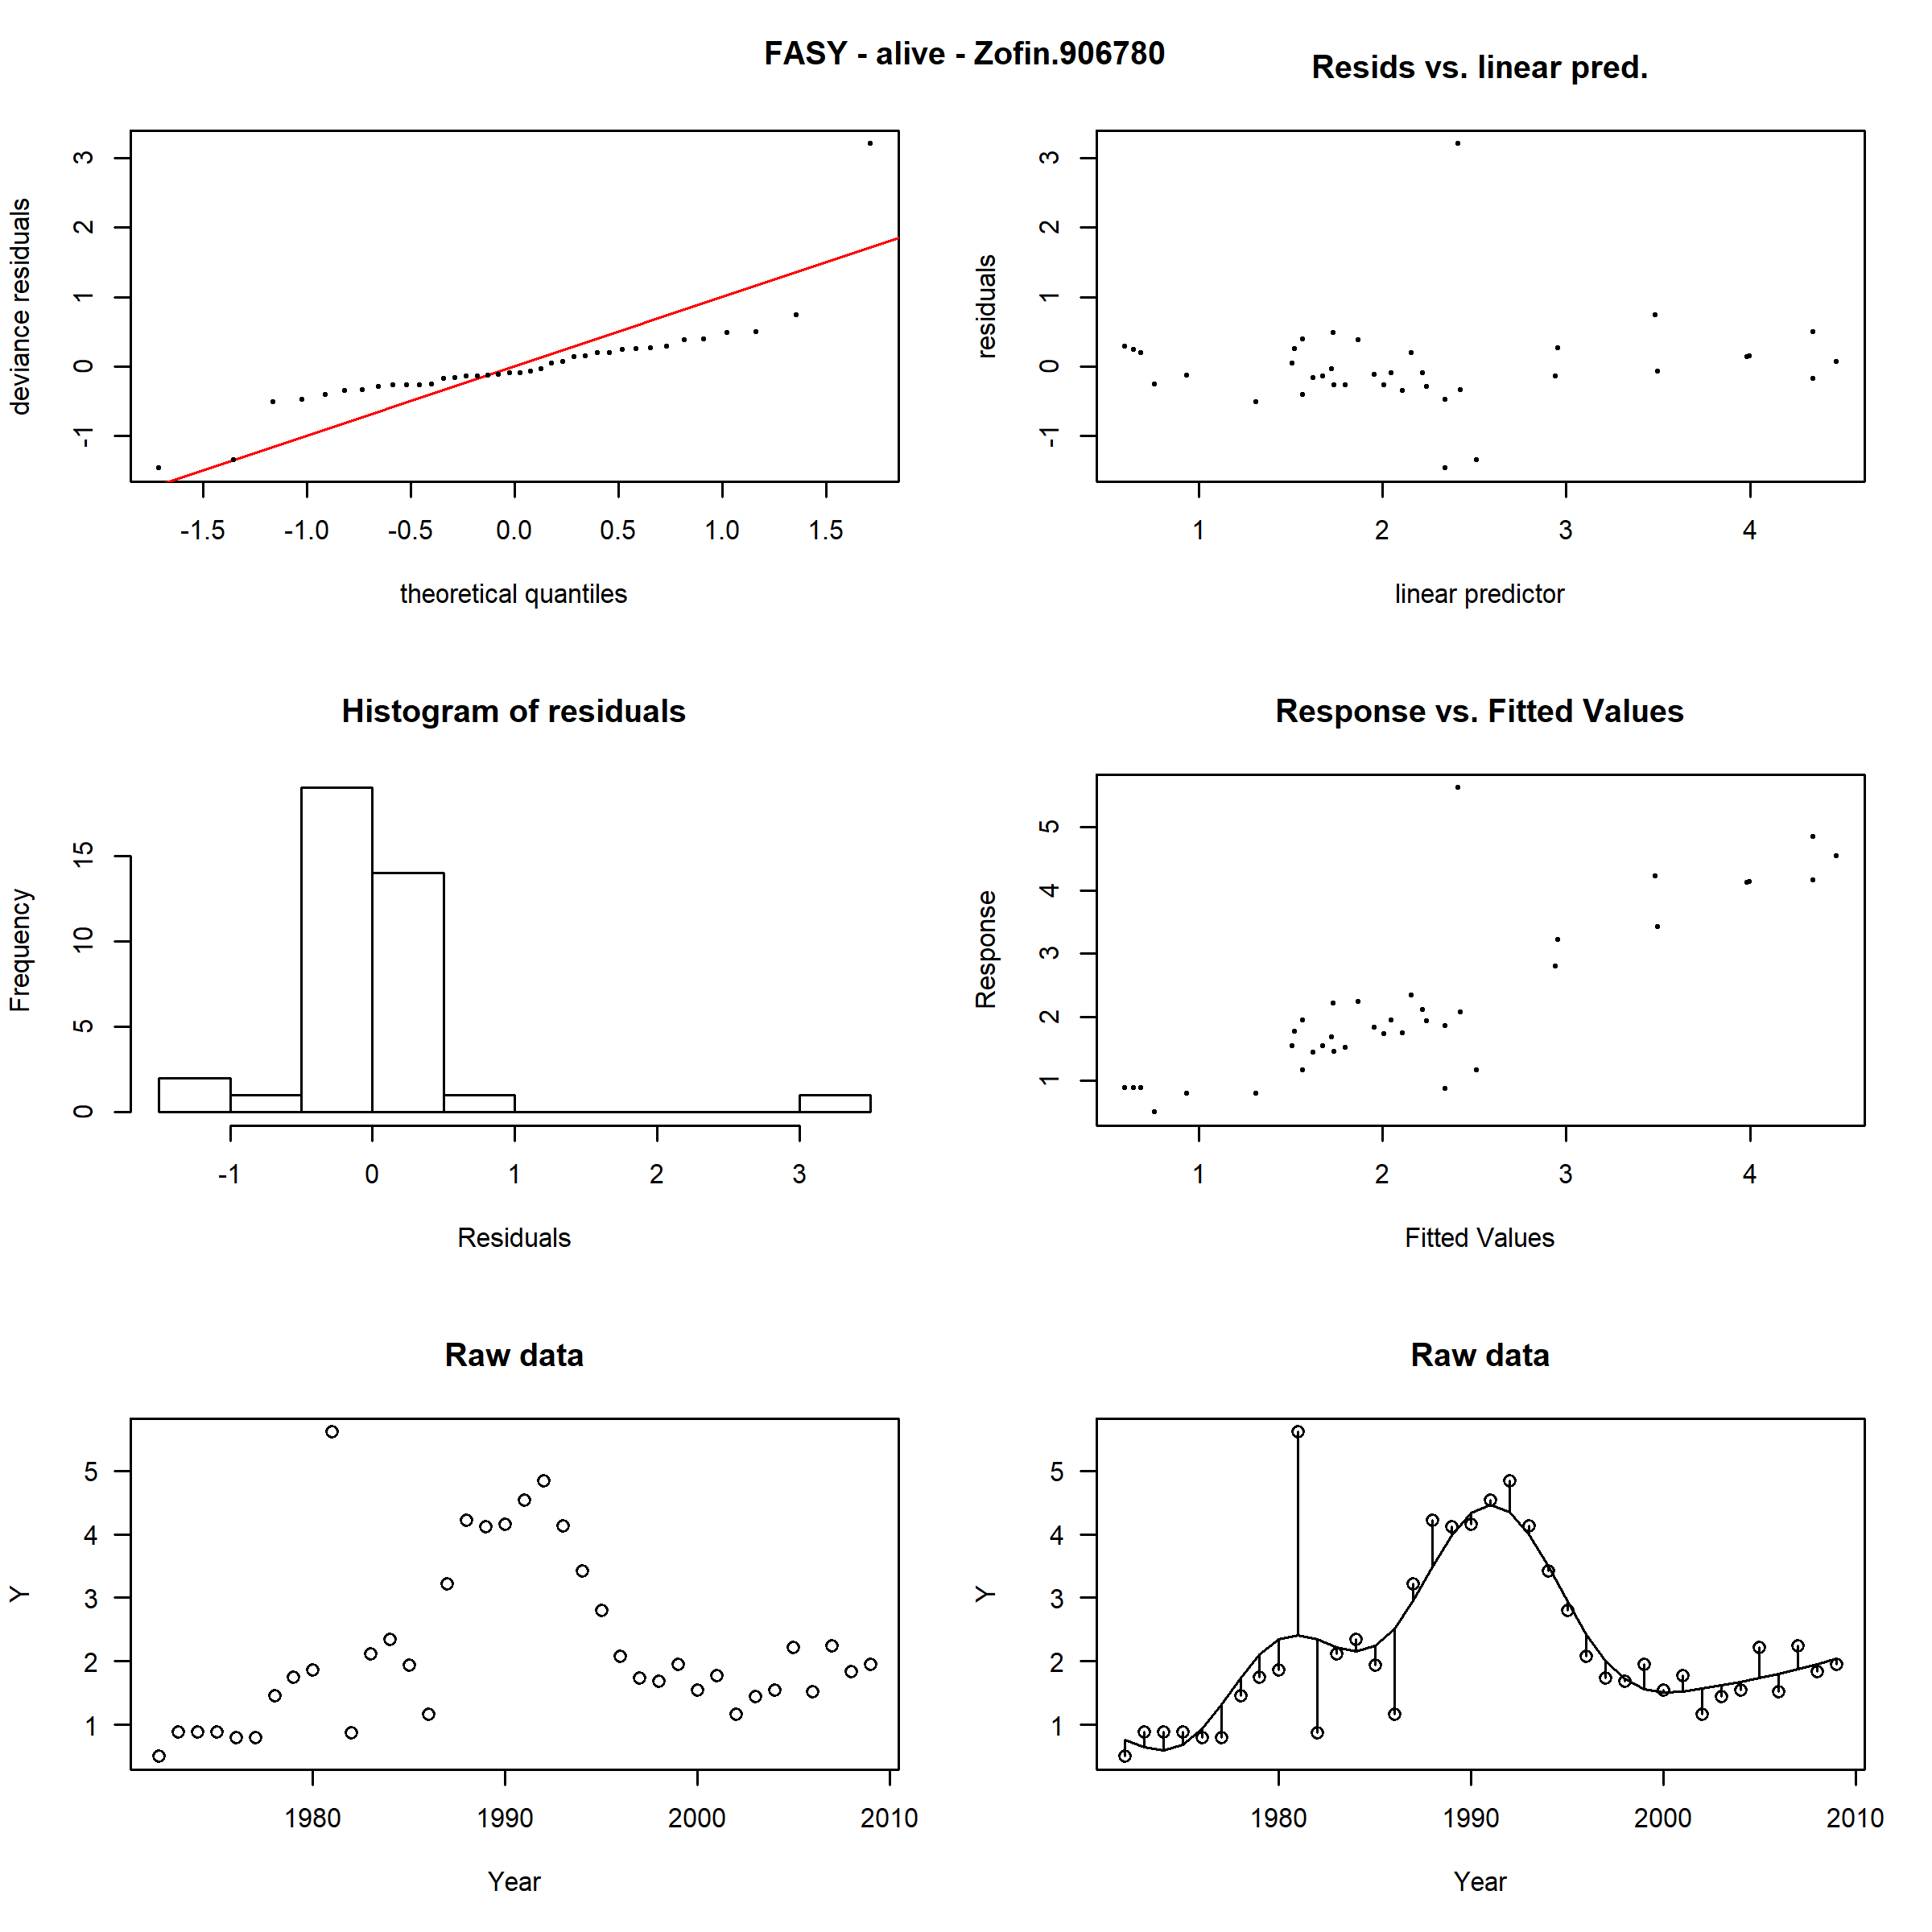 FASY - alive - Zofin.906780
Resids vs. linear pred.
deviance residuals
3
2
1
0
-1
-1.5 -1.0 -0.5 0.0 0.5 1.0 1.5
theoretical quantiles
residuals
3
2
1
0
-1
1 2 3 4
linear predictor
Histogram of residuals
Frequency
15
10
5
0
-1 0 1 2 3
Residuals
Response vs. Fitted Values
Response
5
4
3
2
1
1 2 3 4
Fitted Values
Raw data
Y
5
4
3
2
1
1980 1990 2000 2010
Year
Raw data
Y
5
4
3
2
1
1980 1990 2000 2010
Year